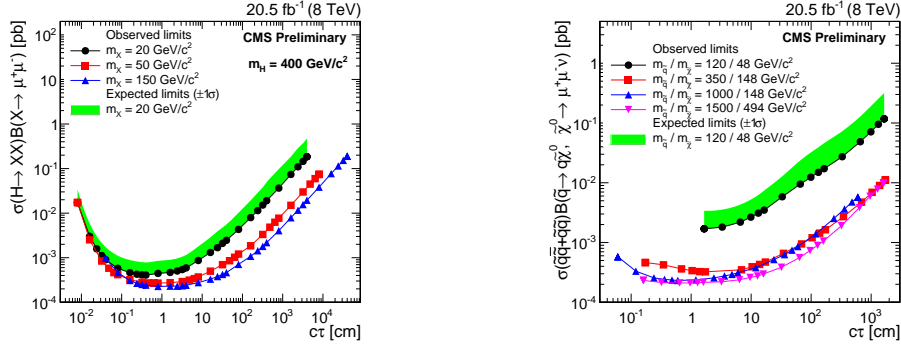 20.5 fb⁻¹ (8 TeV)
σ(H→ XX)B(X→ μ⁺μ⁻) [pb]
Observed limits
m_X = 20 GeV/c²
m_X = 50 GeV/c²
m_X = 150 GeV/c²
Expected limits (±1σ)
m_X = 20 GeV/c²
CMS Preliminary
m_H = 400 GeV/c²
10²
10
1
10⁻¹
10⁻²
10⁻³
10⁻⁴
10⁻² 10⁻¹ 1 10 10² 10³ 10⁴
cτ [cm]
20.5 fb⁻¹ (8 TeV)
σ(q̃q̃+q̃q̃)B(q̃→ qχ̃⁰, χ̃⁰→ μ⁺μ⁻ν) [pb]
CMS Preliminary
Observed limits
m_q̃ / m_χ̃ = 120 / 48 GeV/c²
m_q̃ / m_χ̃ = 350 / 148 GeV/c²
m_q̃ / m_χ̃ = 1000 / 148 GeV/c²
m_q̃ / m_χ̃ = 1500 / 494 GeV/c²
Expected limits (±1σ)
m_q̃ / m_χ̃ = 120 / 48 GeV/c²
1
10⁻¹
10⁻²
10⁻³
10⁻⁴
10⁻¹ 1 10 10² 10³
cτ [cm]